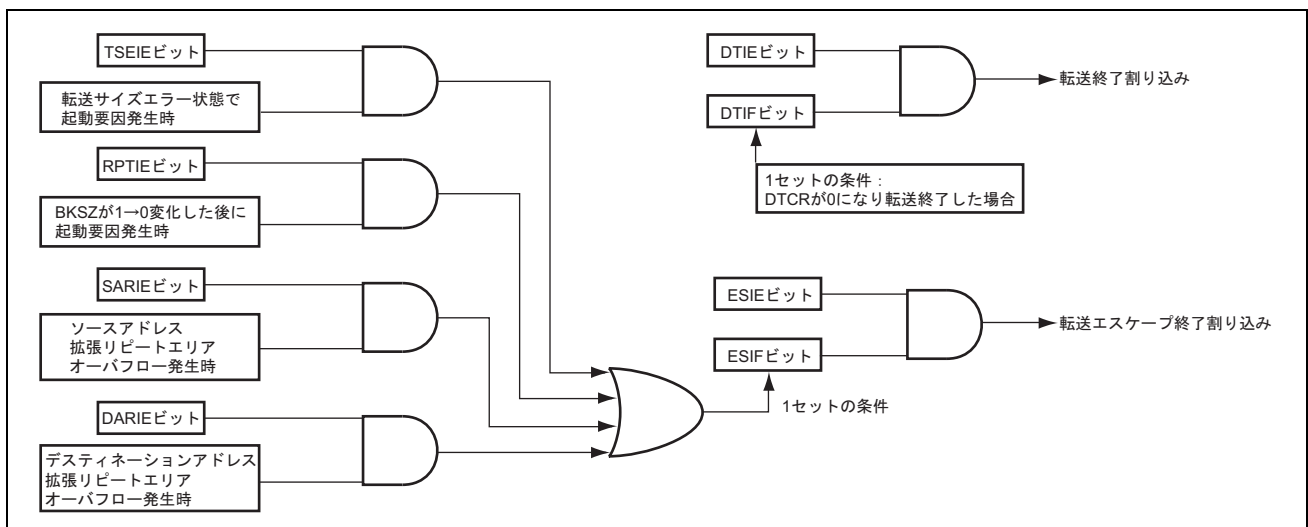 TSEIEビット
転送サイズエラー状態で
起動要因発生時
RPTIEビット
BKSZが1→0変化した後に
起動要因発生時
SARIEビット
ソースアドレス
拡張リピートエリア
オーバフロー発生時
DARIEビット
デスティネーションアドレス
拡張リピートエリア
オーバフロー発生時
DTIEビット
DTIFビット
転送終了割り込み
1セットの条件：
DTCRが0になり転送終了した場合
ESIEビット
ESIFビット
転送エスケープ終了割り込み
1セットの条件